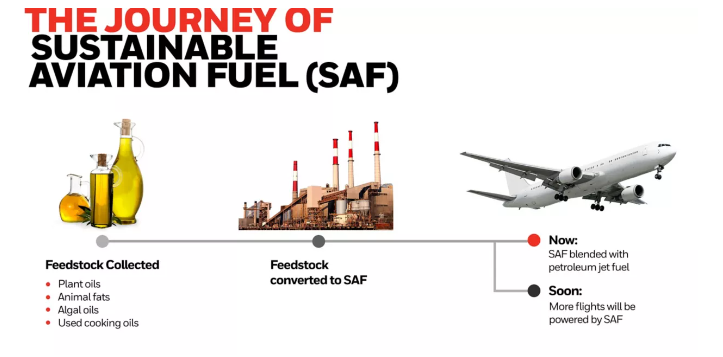 THE JOURNEY OF
SUSTAINABLE
AVIATION FUEL (SAF)
Feedstock Collected
Plant oils
Animal fats
Algal oils
Used cooking oils
Feedstock
converted to SAF
Now:
SAF blended with
petroleum jet fuel
Soon:
More flights will be
powered by SAF